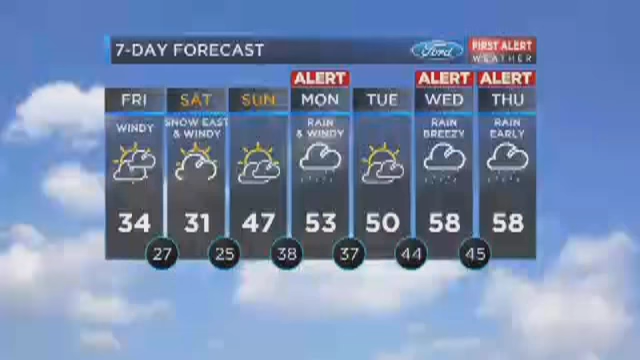 7-DAY FORECAST
Ford
FIRST ALERT
WEATHER
ALERT
ALERT
ALERT
FRI
SAT
SUN
MON
TUE
WED
THU
WINDY
SNOW EAST
& WINDY
RAIN
& WINDY
RAIN
BREEZY
RAIN
EARLY
34
31
47
53
50
58
58
27
25
38
37
44
45